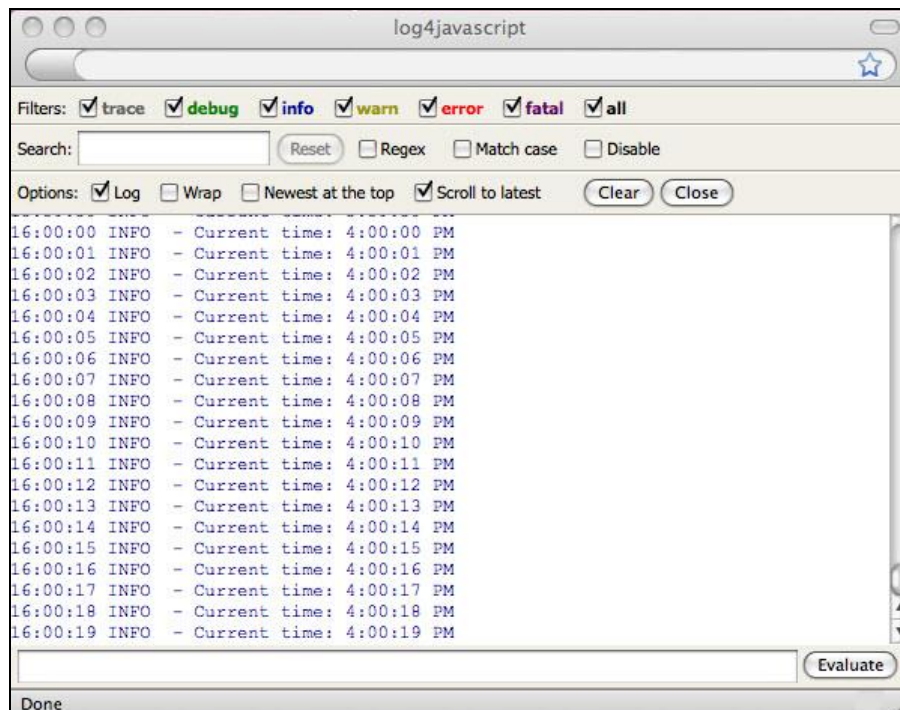 log4javascript
Filters: trace debug info warn error fatal all
Search: Reset Regex Match case Disable
Options: Log Wrap Newest at the top Scroll to latest Clear Close
16:00:00 INFO  - Current time: 4:00:00 PM
16:00:01 INFO  - Current time: 4:00:01 PM
16:00:02 INFO  - Current time: 4:00:02 PM
16:00:03 INFO  - Current time: 4:00:03 PM
16:00:04 INFO  - Current time: 4:00:04 PM
16:00:05 INFO  - Current time: 4:00:05 PM
16:00:06 INFO  - Current time: 4:00:06 PM
16:00:07 INFO  - Current time: 4:00:07 PM
16:00:08 INFO  - Current time: 4:00:08 PM
16:00:09 INFO  - Current time: 4:00:09 PM
16:00:10 INFO  - Current time: 4:00:10 PM
16:00:11 INFO  - Current time: 4:00:11 PM
16:00:12 INFO  - Current time: 4:00:12 PM
16:00:13 INFO  - Current time: 4:00:13 PM
16:00:14 INFO  - Current time: 4:00:14 PM
16:00:15 INFO  - Current time: 4:00:15 PM
16:00:16 INFO  - Current time: 4:00:16 PM
16:00:17 INFO  - Current time: 4:00:17 PM
16:00:18 INFO  - Current time: 4:00:18 PM
16:00:19 INFO  - Current time: 4:00:19 PM
Evaluate
Done